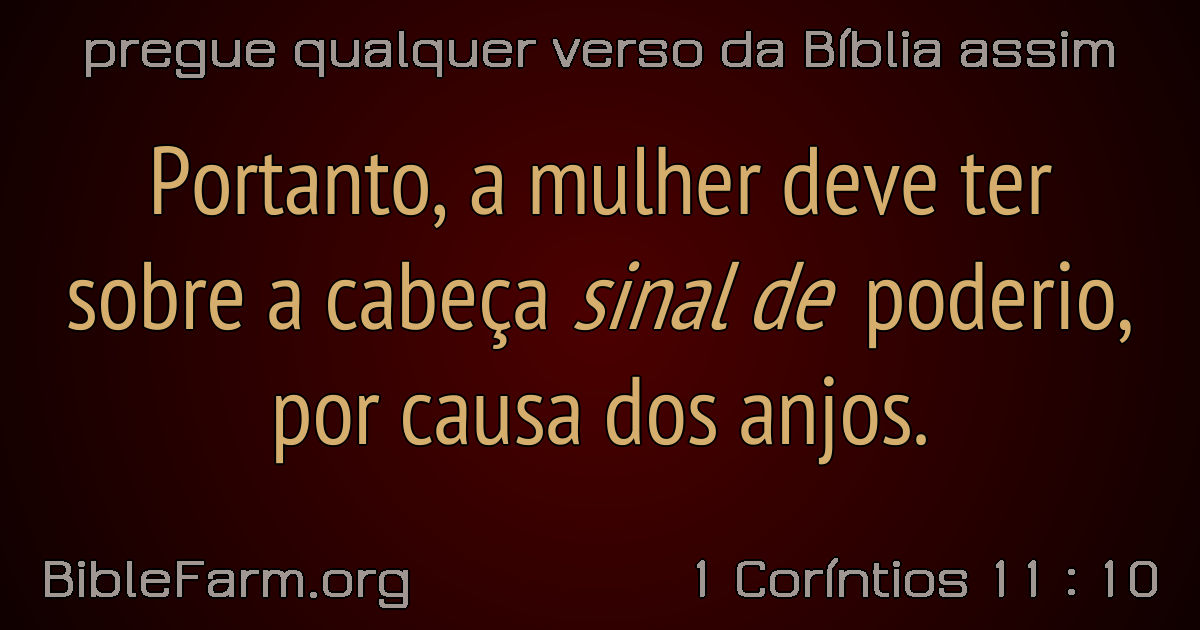 pregue qualquer verso da Bíblia assim
Portanto, a mulher deve ter
sobre a cabeça sinal de poderio,
por causa dos anjos.
BibleFarm.org
1 Coríntios 11 : 10